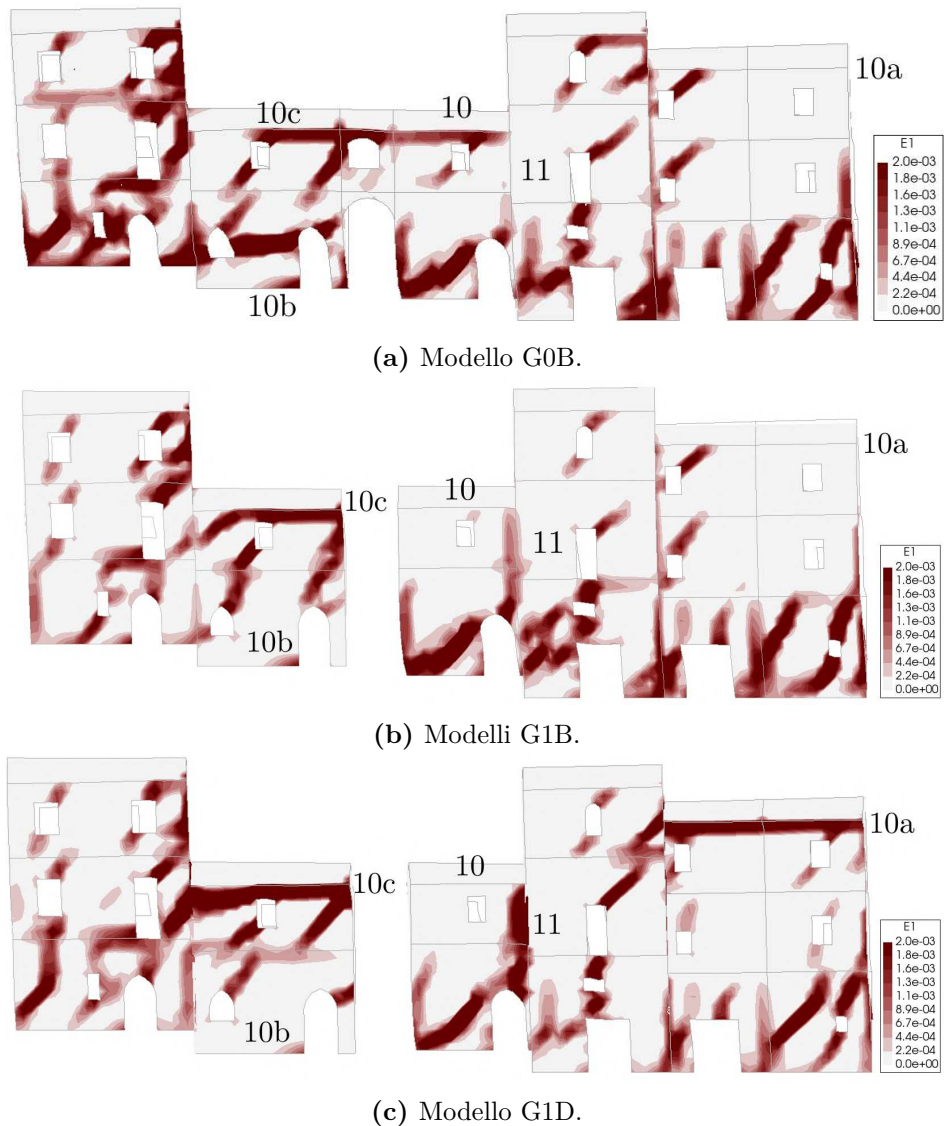 10a
10c
10
11
10b
E1
2.0e-03
1.8e-03
1.6e-03
1.3e-03
1.1e-03
8.9e-04
6.7e-04
4.4e-04
2.2e-04
0.0e+00
(a) Modello G0B.
10a
10c
10
11
10b
E1
2.0e-03
1.8e-03
1.6e-03
1.3e-03
1.1e-03
8.9e-04
6.7e-04
4.4e-04
2.2e-04
0.0e+00
(b) Modelli G1B.
10a
10c
10
11
10b
E1
2.0e-03
1.8e-03
1.6e-03
1.3e-03
1.1e-03
8.9e-04
6.7e-04
4.4e-04
2.2e-04
0.0e+00
(c) Modello G1D.